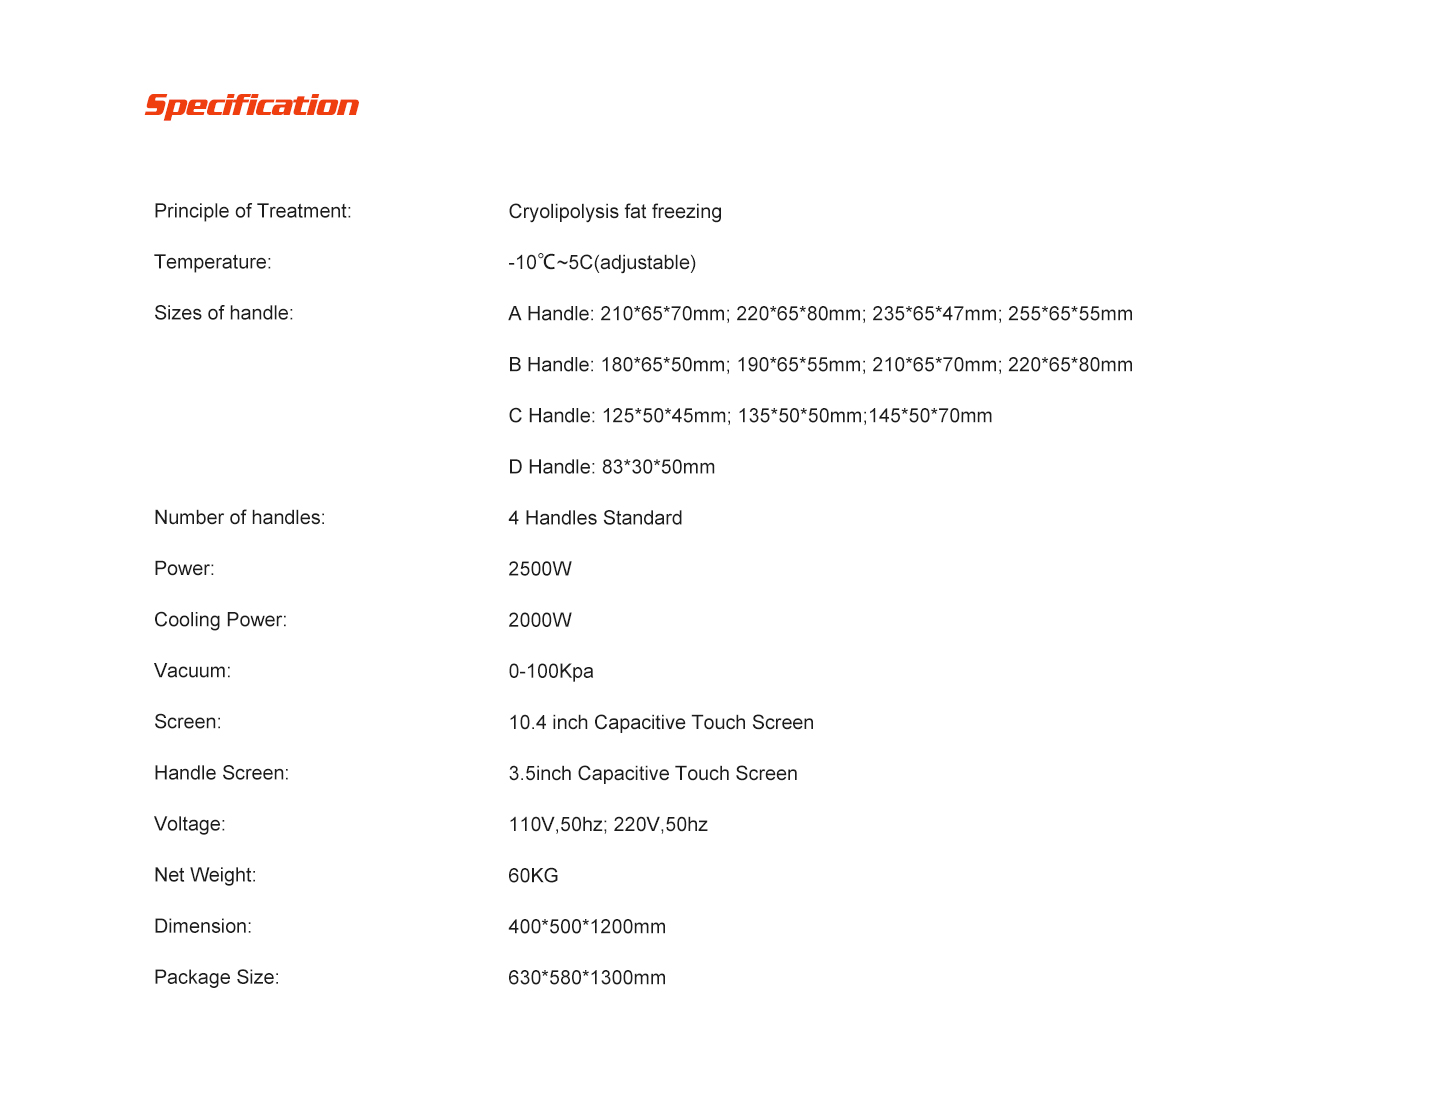 Specification
Principle of Treatment: Cryolipolysis fat freezing
Temperature: -10℃~5C(adjustable)
Sizes of handle: A Handle: 210*65*70mm; 220*65*80mm; 235*65*47mm; 255*65*55mm
B Handle: 180*65*50mm; 190*65*55mm; 210*65*70mm; 220*65*80mm
C Handle: 125*50*45mm; 135*50*50mm;145*50*70mm
D Handle: 83*30*50mm
Number of handles: 4 Handles Standard
Power: 2500W
Cooling Power: 2000W
Vacuum: 0-100Kpa
Screen: 10.4 inch Capacitive Touch Screen
Handle Screen: 3.5inch Capacitive Touch Screen
Voltage: 110V,50hz; 220V,50hz
Net Weight: 60KG
Dimension: 400*500*1200mm
Package Size: 630*580*1300mm